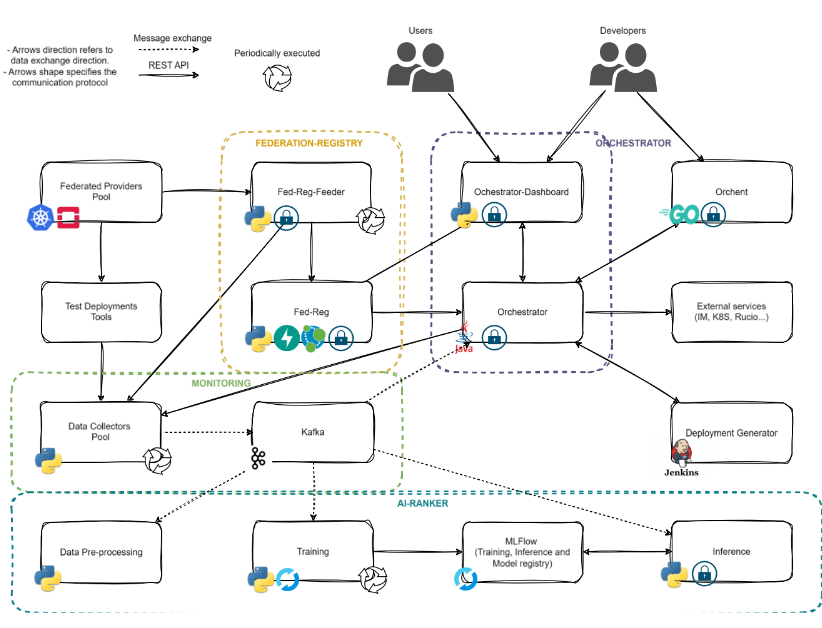 Users
Developers
Message exchange
- Arrows direction refers to
data exchange direction.
- Arrows shape specifies the
communication protocol
REST API
Periodically executed
FEDERATION-REGISTRY
ORCHESTRATOR
Federated Providers
Pool
Fed-Reg-Feeder
Ochestrator-Dashboard
Orchent
GO
Test Deployments
Tools
Fed-Reg
Orchestrator
External services
(IM, K8S, Rucio...)
Java
MONITORING
Data Collectors
Pool
Kafka
Deployment Generator
Jenkins
AI-RANKER
Data Pre-processing
Training
MLFlow
(Training, Inference and
Model registry)
Inference